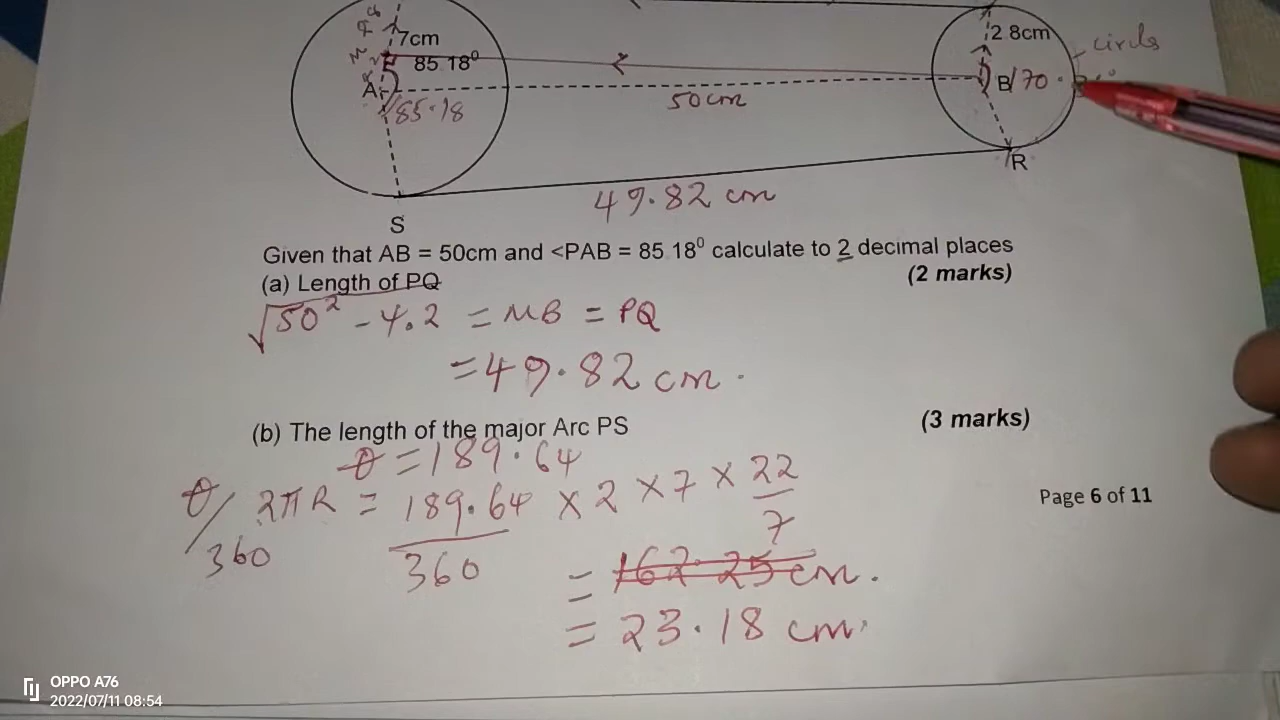 7cm
2 8cm
circls
M
85 18⁰
A
B
170
85.18
50cm
R
49.82 cm
S
Given that AB = 50cm and <PAB = 85 18⁰ calculate to 2 decimal places
(a) Length of PQ (2 marks)
√50² - 4.2 = MB = PQ
= 49.82 cm.
(b) The length of the major Arc PS (3 marks)
θ = 189.64
θ/360 2πR = 189.64/360 × 2 × 7 × 22/7
Page 6 of 11
= 162.25 cm.
= 23.18 cm.
OPPO A76
2022/07/11 08:54